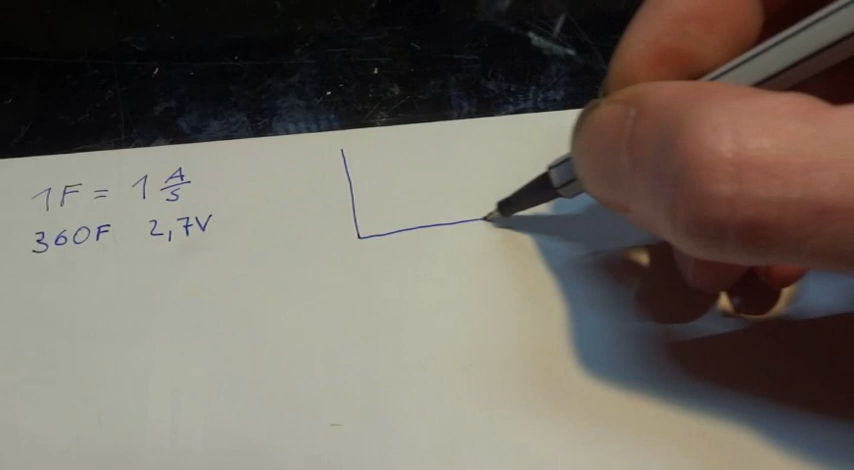 1F = 1 A/s
360F 2,7V